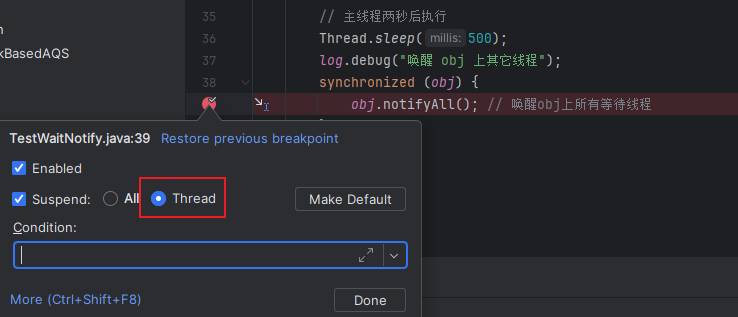 35 // 主线程两秒后执行
36 Thread.sleep( millis: 500);
kBasedAQS
37 log.debug("唤醒 obj 上其它线程");
38 synchronized (obj) {
obj.notifyAll(); // 唤醒obj上所有等待线程
TestWaitNotify.java:39 Restore previous breakpoint
Enabled
Suspend: All Thread Make Default
Condition:
More (Ctrl+Shift+F8) Done